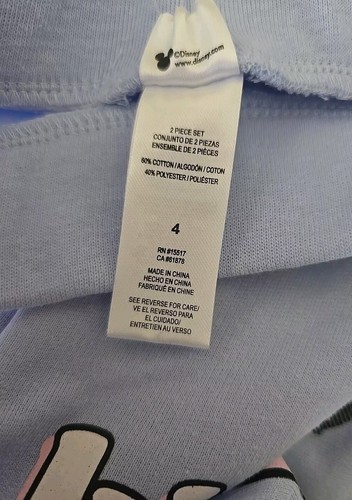 ©Disney
www.disney.com
2 PIECE SET
CONJUNTO DE 2 PIEZAS
ENSEMBLE DE 2 PIÈCES
60% COTTON / ALGODÓN / COTON
40% POLYESTER / POLIÉSTER
4
RN #15517
CA #61878
MADE IN CHINA
HECHO EN CHINA
FABRIQUÉ EN CHINE
SEE REVERSE FOR CARE/
VE EL REVERSO PARA
EL CUIDADO/
ENTRETIEN AU VERSO